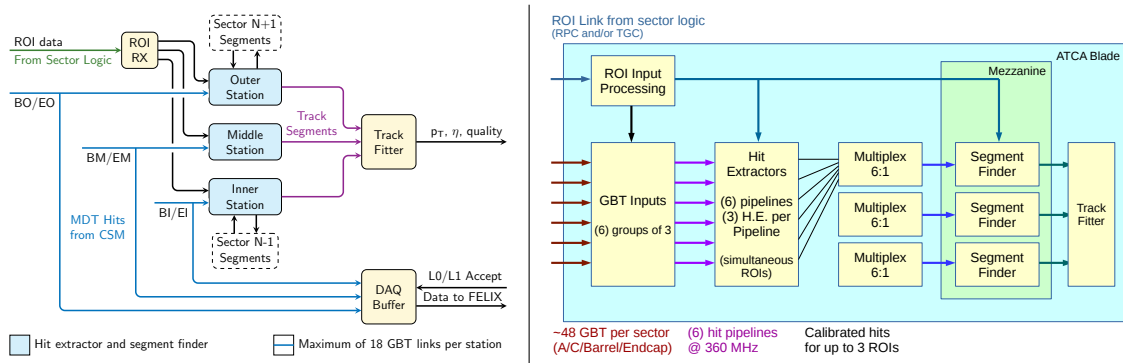 ROI data
From Sector Logic
ROI
RX
Sector N+1
Segments
Outer
Station
BO/EO
Middle
Station
BM/EM
Inner
Station
BI/EI
Sector N-1
Segments
MDT Hits
from CSM
Track
Segments
Track
Fitter
pT, η, quality
DAQ
Buffer
L0/L1 Accept
Data to FELIX
Hit extractor and segment finder
Maximum of 18 GBT links per station
ROI Link from sector logic
(RPC and/or TGC)
ATCA Blade
Mezzanine
ROI Input
Processing
GBT Inputs
(6) groups of 3
Hit
Extractors
(6) pipelines
(3) H.E. per
Pipeline
(simultaneous
ROIs)
Multiplex
6:1
Multiplex
6:1
Multiplex
6:1
Segment
Finder
Segment
Finder
Segment
Finder
Track
Fitter
~48 GBT per sector
(A/C/Barrel/Endcap)
(6) hit pipelines
@ 360 MHz
Calibrated hits
for up to 3 ROIs